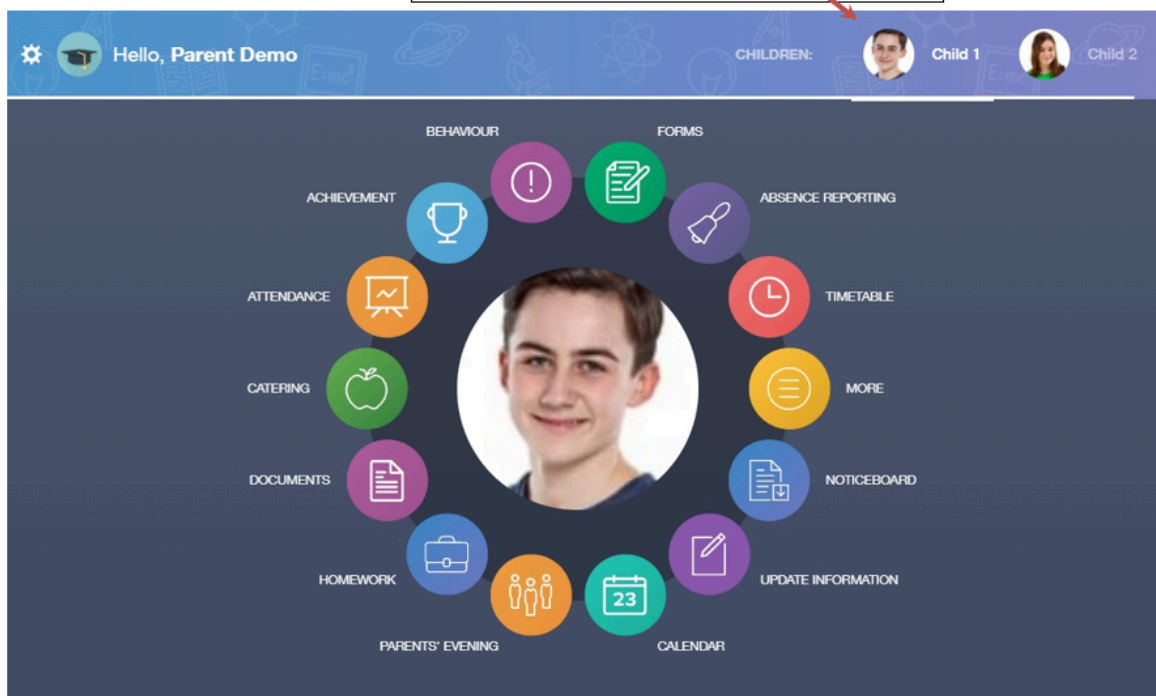 Hello, Parent Demo
CHILDREN:
Child 1
Child 2
BEHAVIOUR
FORMS
ACHIEVEMENT
ABSENCE REPORTING
ATTENDANCE
TIMETABLE
CATERING
MORE
DOCUMENTS
NOTICEBOARD
HOMEWORK
UPDATE INFORMATION
23
PARENTS' EVENING
CALENDAR